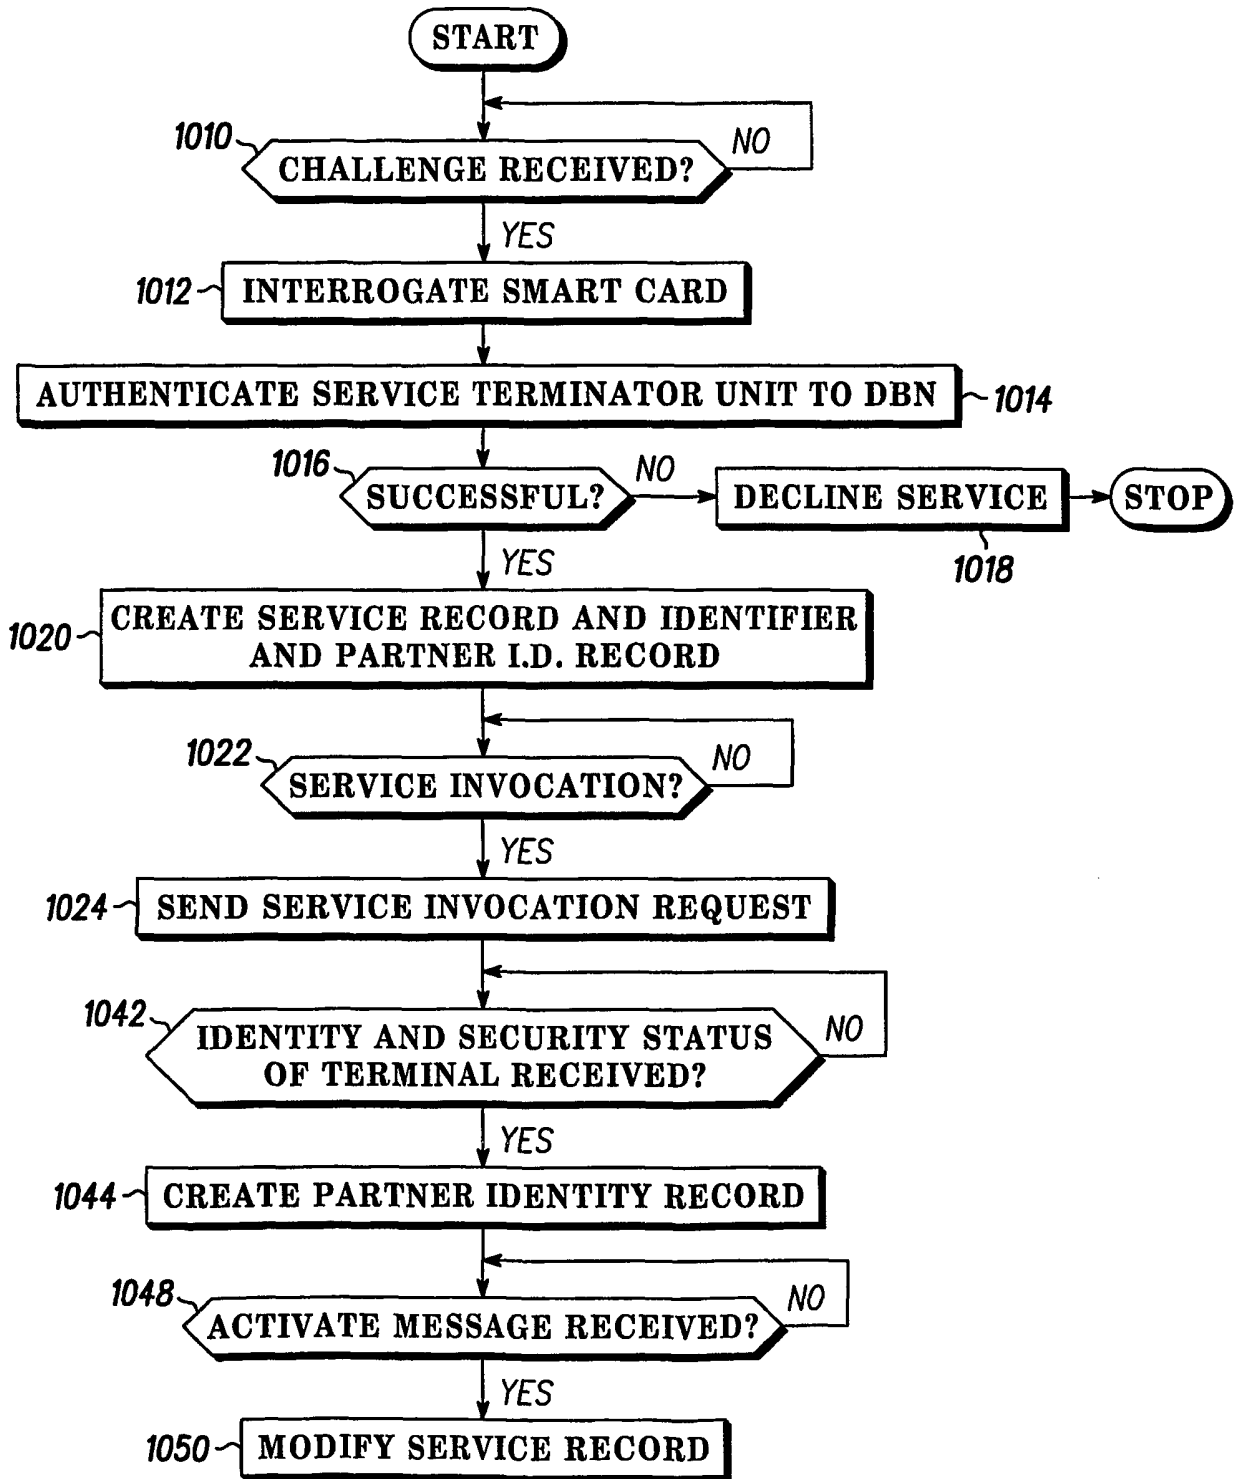 START
1010
CHALLENGE RECEIVED?
NO
YES
1012
INTERROGATE SMART CARD
AUTHENTICATE SERVICE TERMINATOR UNIT TO DBN
1014
1016
SUCCESSFUL?
NO
DECLINE SERVICE
STOP
1018
YES
1020
CREATE SERVICE RECORD AND IDENTIFIER
AND PARTNER I.D. RECORD
1022
SERVICE INVOCATION?
NO
YES
1024
SEND SERVICE INVOCATION REQUEST
1042
IDENTITY AND SECURITY STATUS
OF TERMINAL RECEIVED?
NO
YES
1044
CREATE PARTNER IDENTITY RECORD
1048
ACTIVATE MESSAGE RECEIVED?
NO
YES
1050
MODIFY SERVICE RECORD